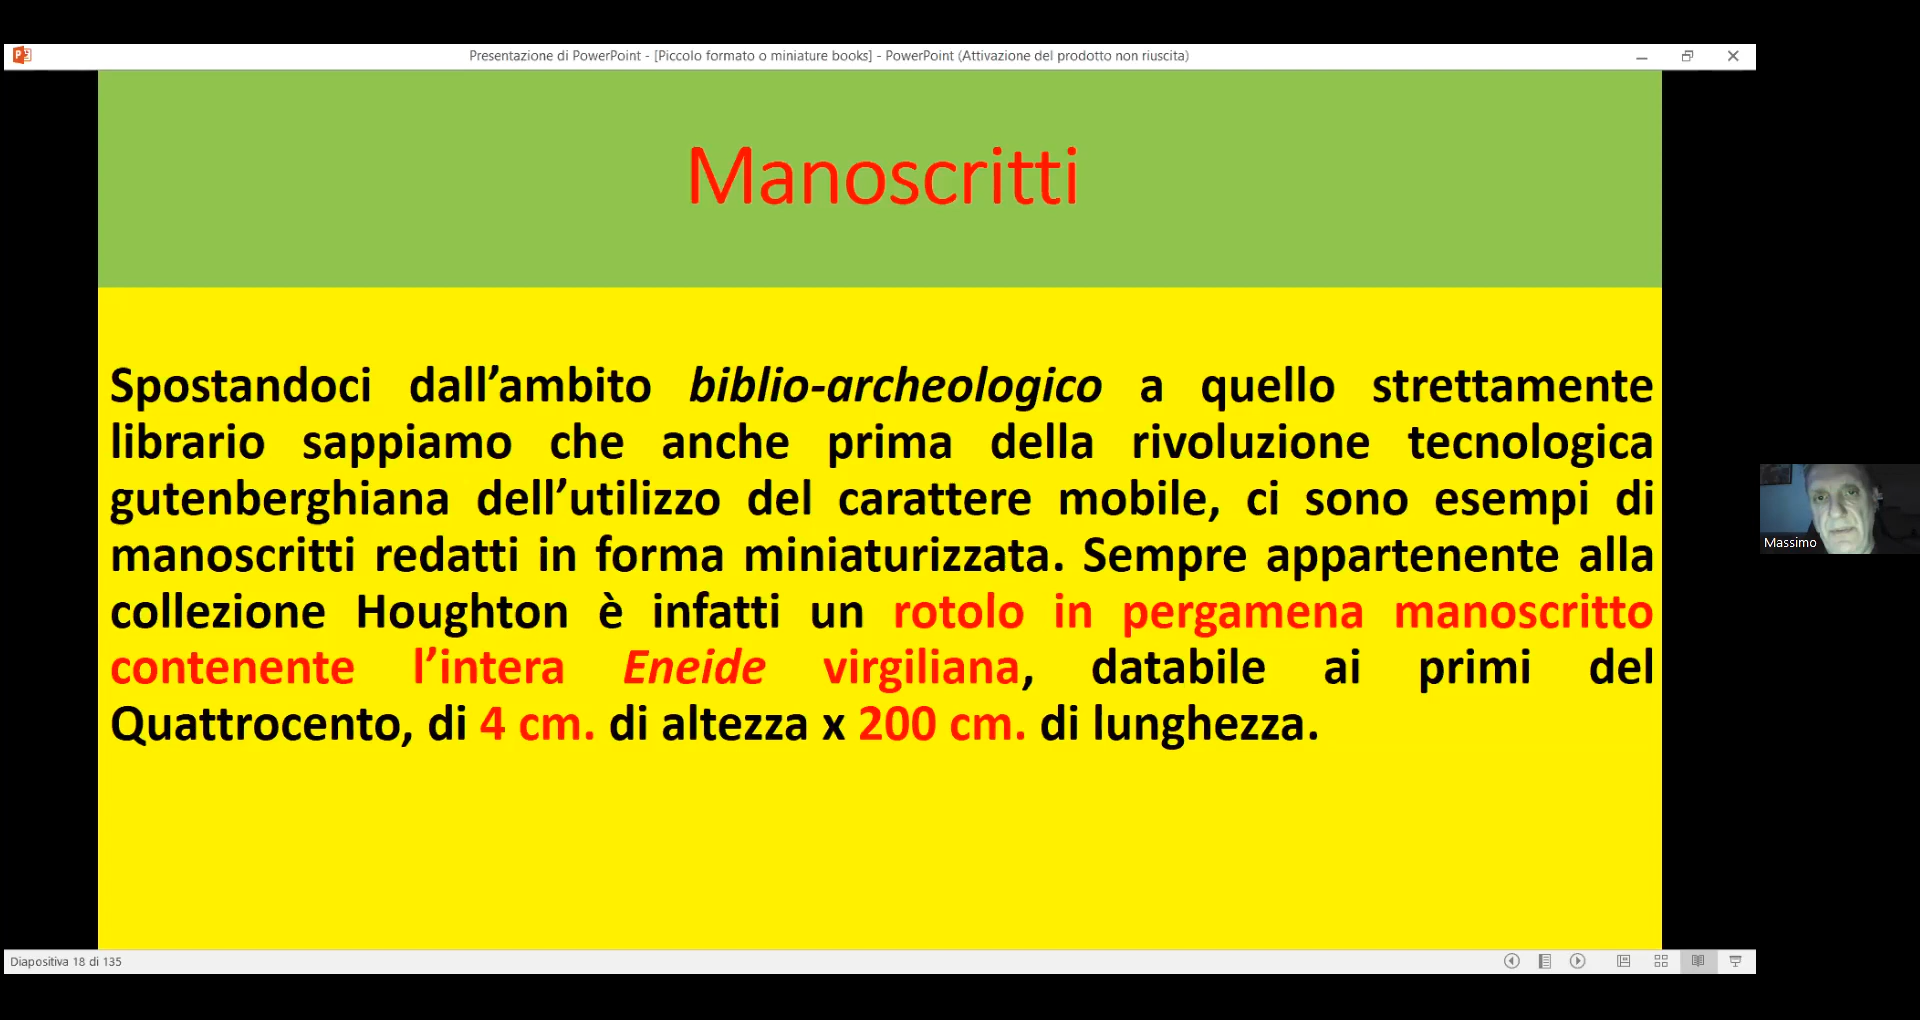 Presentazione di PowerPoint - [Piccolo formato o miniature books] - PowerPoint (Attivazione del prodotto non riuscita)
Manoscritti
Spostandoci dall’ambito biblio-archeologico a quello strettamente
librario sappiamo che anche prima della rivoluzione tecnologica
gutenberghiana dell’utilizzo del carattere mobile, ci sono esempi di
manoscritti redatti in forma miniaturizzata. Sempre appartenente alla
collezione Houghton è infatti un rotolo in pergamena manoscritto
contenente l’intera Eneide virgiliana, databile ai primi del
Quattrocento, di 4 cm. di altezza x 200 cm. di lunghezza.
Massimo
Diapositiva 18 di 135